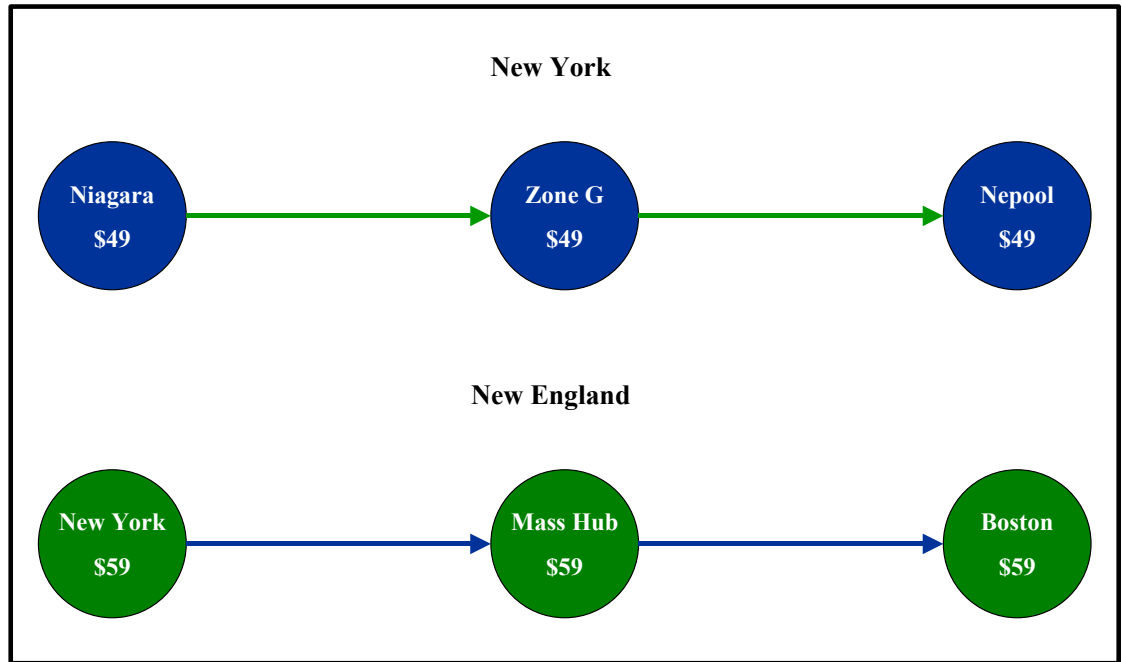 New York
Niagara
$49
Zone G
$49
Nepool
$49
New England
New York
$59
Mass Hub
$59
Boston
$59